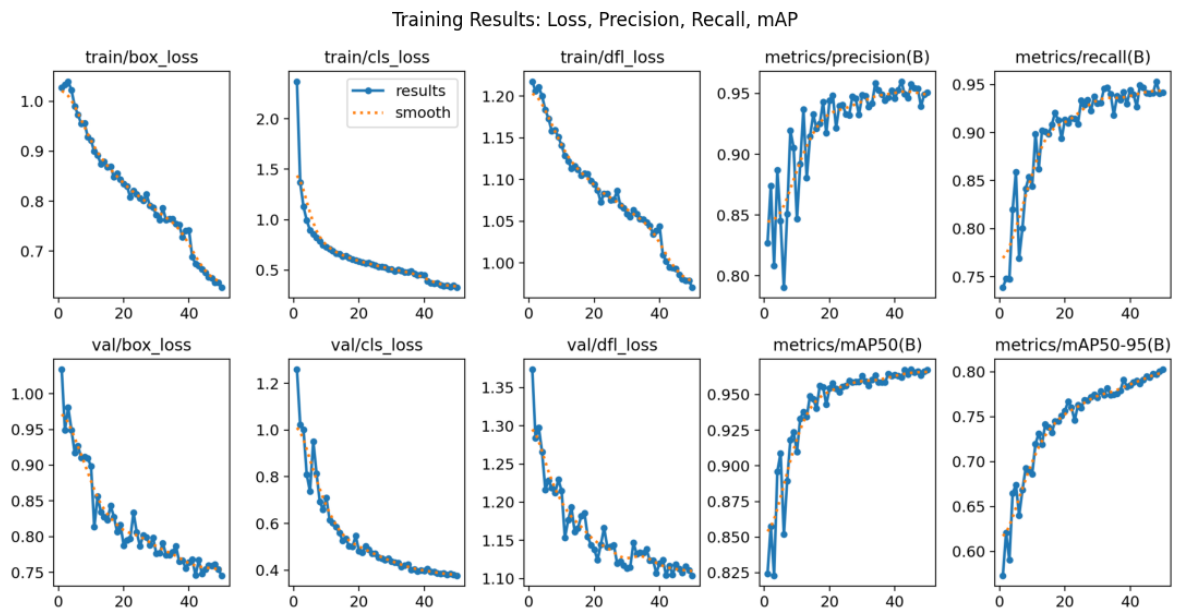 Training Results: Loss, Precision, Recall, mAP
train/box_loss
train/cls_loss
train/dfl_loss
metrics/precision(B)
metrics/recall(B)
results
smooth
1.0
0.9
0.8
0.7
0 20 40
2.0
1.5
1.0
0.5
0 20 40
1.20
1.15
1.10
1.05
1.00
0 20 40
0.95
0.90
0.85
0.80
0 20 40
0.95
0.90
0.85
0.80
0.75
0 20 40
val/box_loss
val/cls_loss
val/dfl_loss
metrics/mAP50(B)
metrics/mAP50-95(B)
1.00
0.95
0.90
0.85
0.80
0.75
0 20 40
1.2
1.0
0.8
0.6
0.4
0 20 40
1.35
1.30
1.25
1.20
1.15
1.10
0 20 40
0.950
0.925
0.900
0.875
0.850
0.825
0 20 40
0.80
0.75
0.70
0.65
0.60
0 20 40